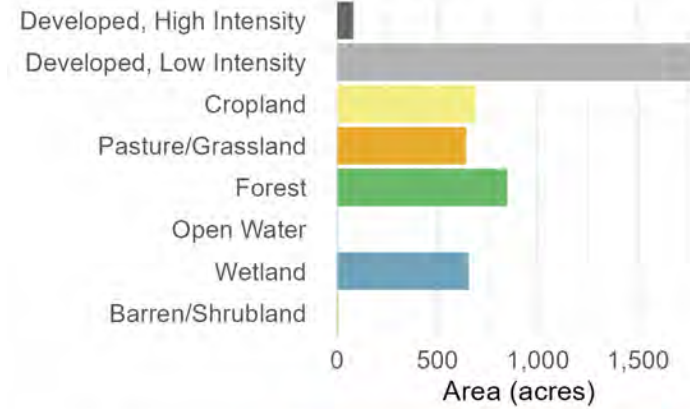 Developed, High Intensity
Developed, Low Intensity
Cropland
Pasture/Grassland
Forest
Open Water
Wetland
Barren/Shrubland
0 500 1,000 1,500
Area (acres)